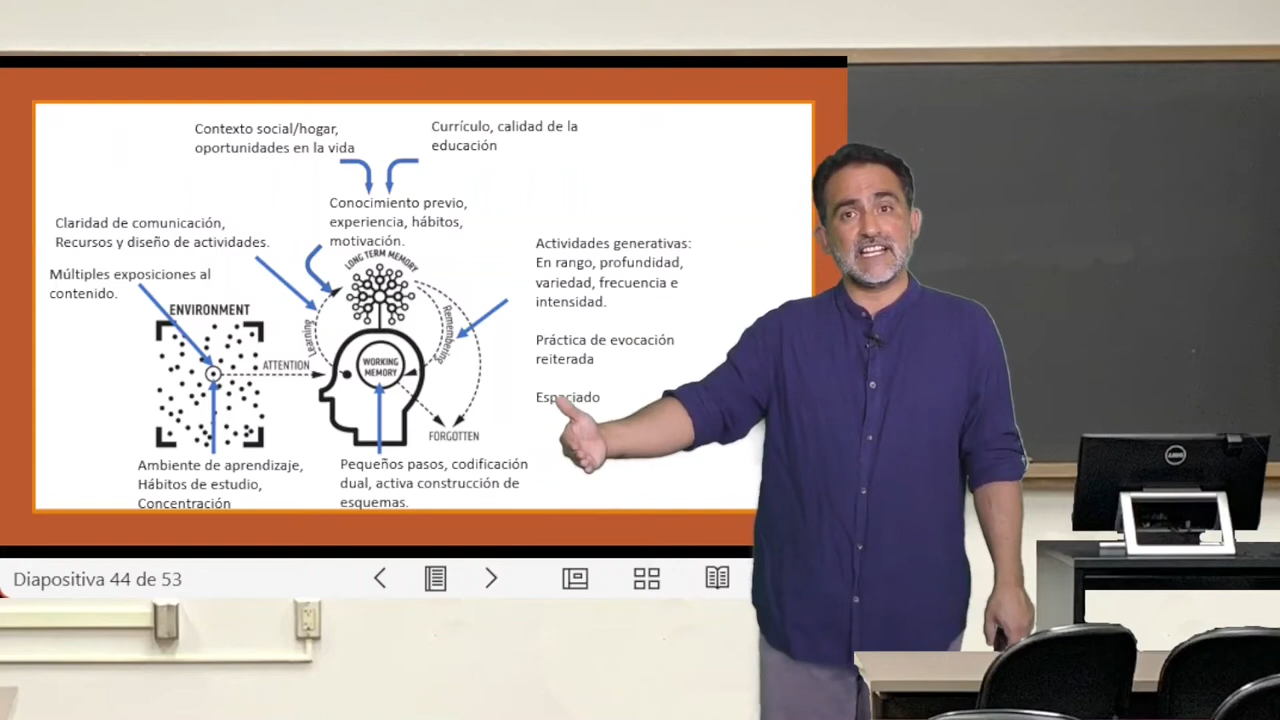 Contexto social/hogar,
oportunidades en la vida
Currículo, calidad de la
educación
Conocimiento previo,
experiencia, hábitos,
motivación.
Claridad de comunicación,
Recursos y diseño de actividades.
Múltiples exposiciones al
contenido.
Actividades generativas:
En rango, profundidad,
variedad, frecuencia e
intensidad.
Práctica de evocación
reiterada
Espaciado
LONG TERM MEMORY
ENVIRONMENT
Learning
Remembering
ATTENTION
WORKING
MEMORY
FORGOTTEN
Ambiente de aprendizaje,
Hábitos de estudio,
Concentración
Pequeños pasos, codificación
dual, activa construcción de
esquemas.
Diapositiva 44 de 53